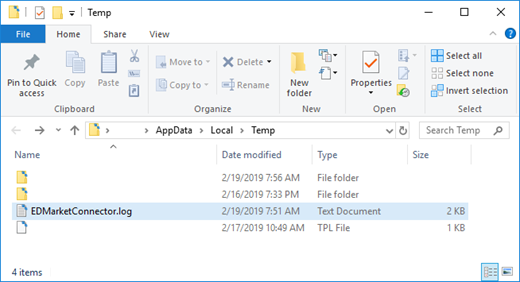 Temp
File Home Share View
Pin to Quick access
Copy Paste
Clipboard
Move to
Copy to
Delete
Rename
Organize
New folder
New
Properties
Open
Select all
Select none
Invert selection
Select
AppData Local Temp
Search Temp
Name Date modified Type Size
2/19/2019 7:56 AM File folder
2/16/2019 7:33 PM File folder
EDMarketConnector.log 2/19/2019 7:51 AM Text Document 2 KB
2/17/2019 10:49 AM TPL File 1 KB
4 items